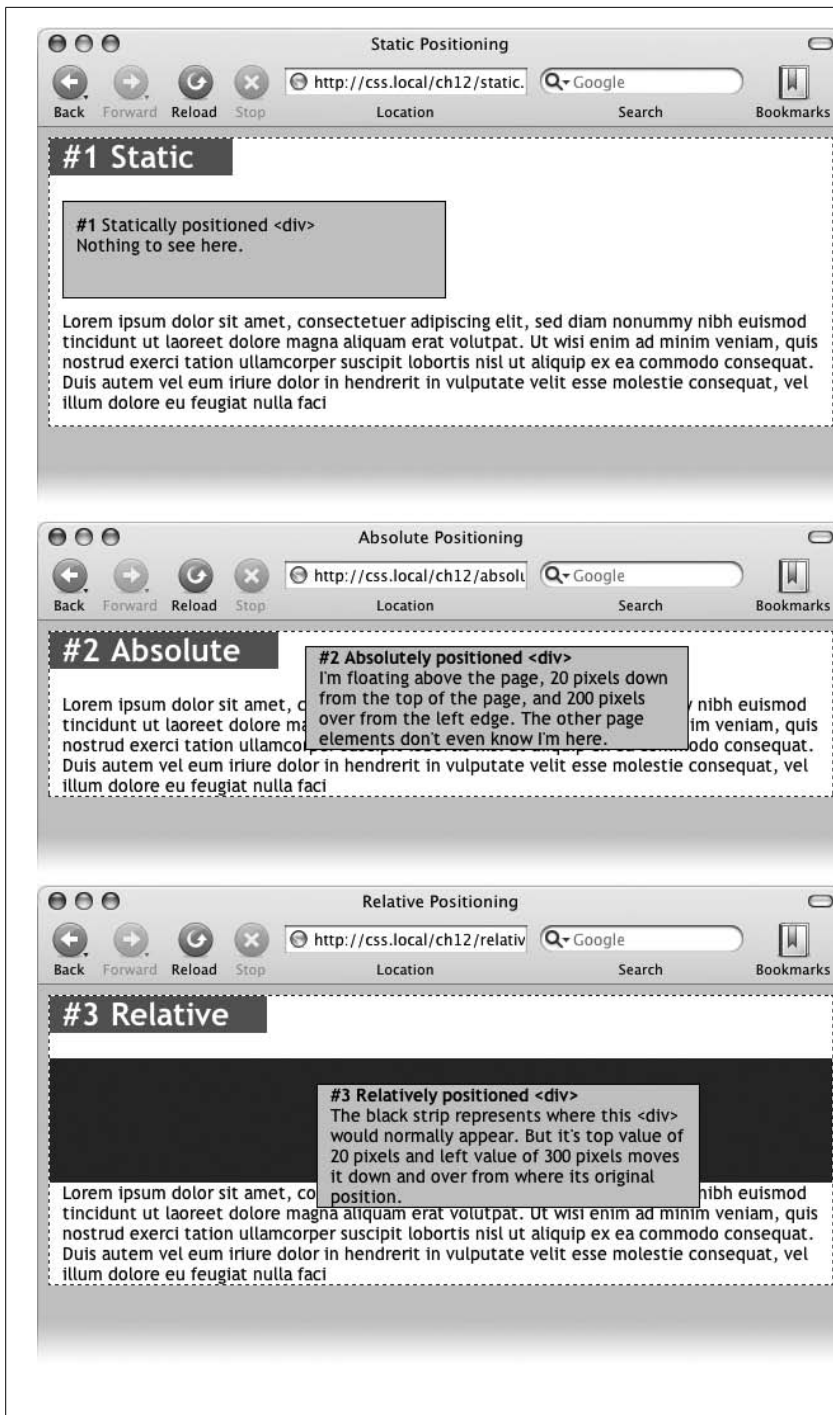 Static Positioning
http://css.local/ch12/static.
Google
Back Forward Reload Stop Location Search Bookmarks
#1 Static
#1 Statically positioned <div>
Nothing to see here.
Lorem ipsum dolor sit amet, consectetuer adipiscing elit, sed diam nonummy nibh euismod
tincidunt ut laoreet dolore magna aliquam erat volutpat. Ut wisi enim ad minim veniam, quis
nostrud exerci tation ullamcorper suscipit lobortis nisl ut aliquip ex ea commodo consequat.
Duis autem vel eum iriure dolor in hendrerit in vulputate velit esse molestie consequat, vel
illum dolore eu feugiat nulla faci
Absolute Positioning
http://css.local/ch12/absolu
Google
Back Forward Reload Stop Location Search Bookmarks
#2 Absolute
#2 Absolutely positioned <div>
I'm floating above the page, 20 pixels down
from the top of the page, and 200 pixels
over from the left edge. The other page
elements don't even know I'm here.
Lorem ipsum dolor sit amet, c nibh euismod
tincidunt ut laoreet dolore ma im veniam, quis
nostrud exerci tation ullamcor odo consequat.
Duis autem vel eum iriure dolor in hendrerit in vulputate velit esse molestie consequat, vel
illum dolore eu feugiat nulla faci
Relative Positioning
http://css.local/ch12/relativ
Google
Back Forward Reload Stop Location Search Bookmarks
#3 Relative
#3 Relatively positioned <div>
The black strip represents where this <div>
would normally appear. But it's top value of
20 pixels and left value of 300 pixels moves
it down and over from where its original
position.
Lorem ipsum dolor sit amet, co nibh euismod
tincidunt ut laoreet dolore magna aliquam erat volutpat. Ut wisi enim ad minim veniam, quis
nostrud exerci tation ullamcorper suscipit lobortis nisl ut aliquip ex ea commodo consequat.
Duis autem vel eum iriure dolor in hendrerit in vulputate velit esse molestie consequat, vel
illum dolore eu feugiat nulla faci